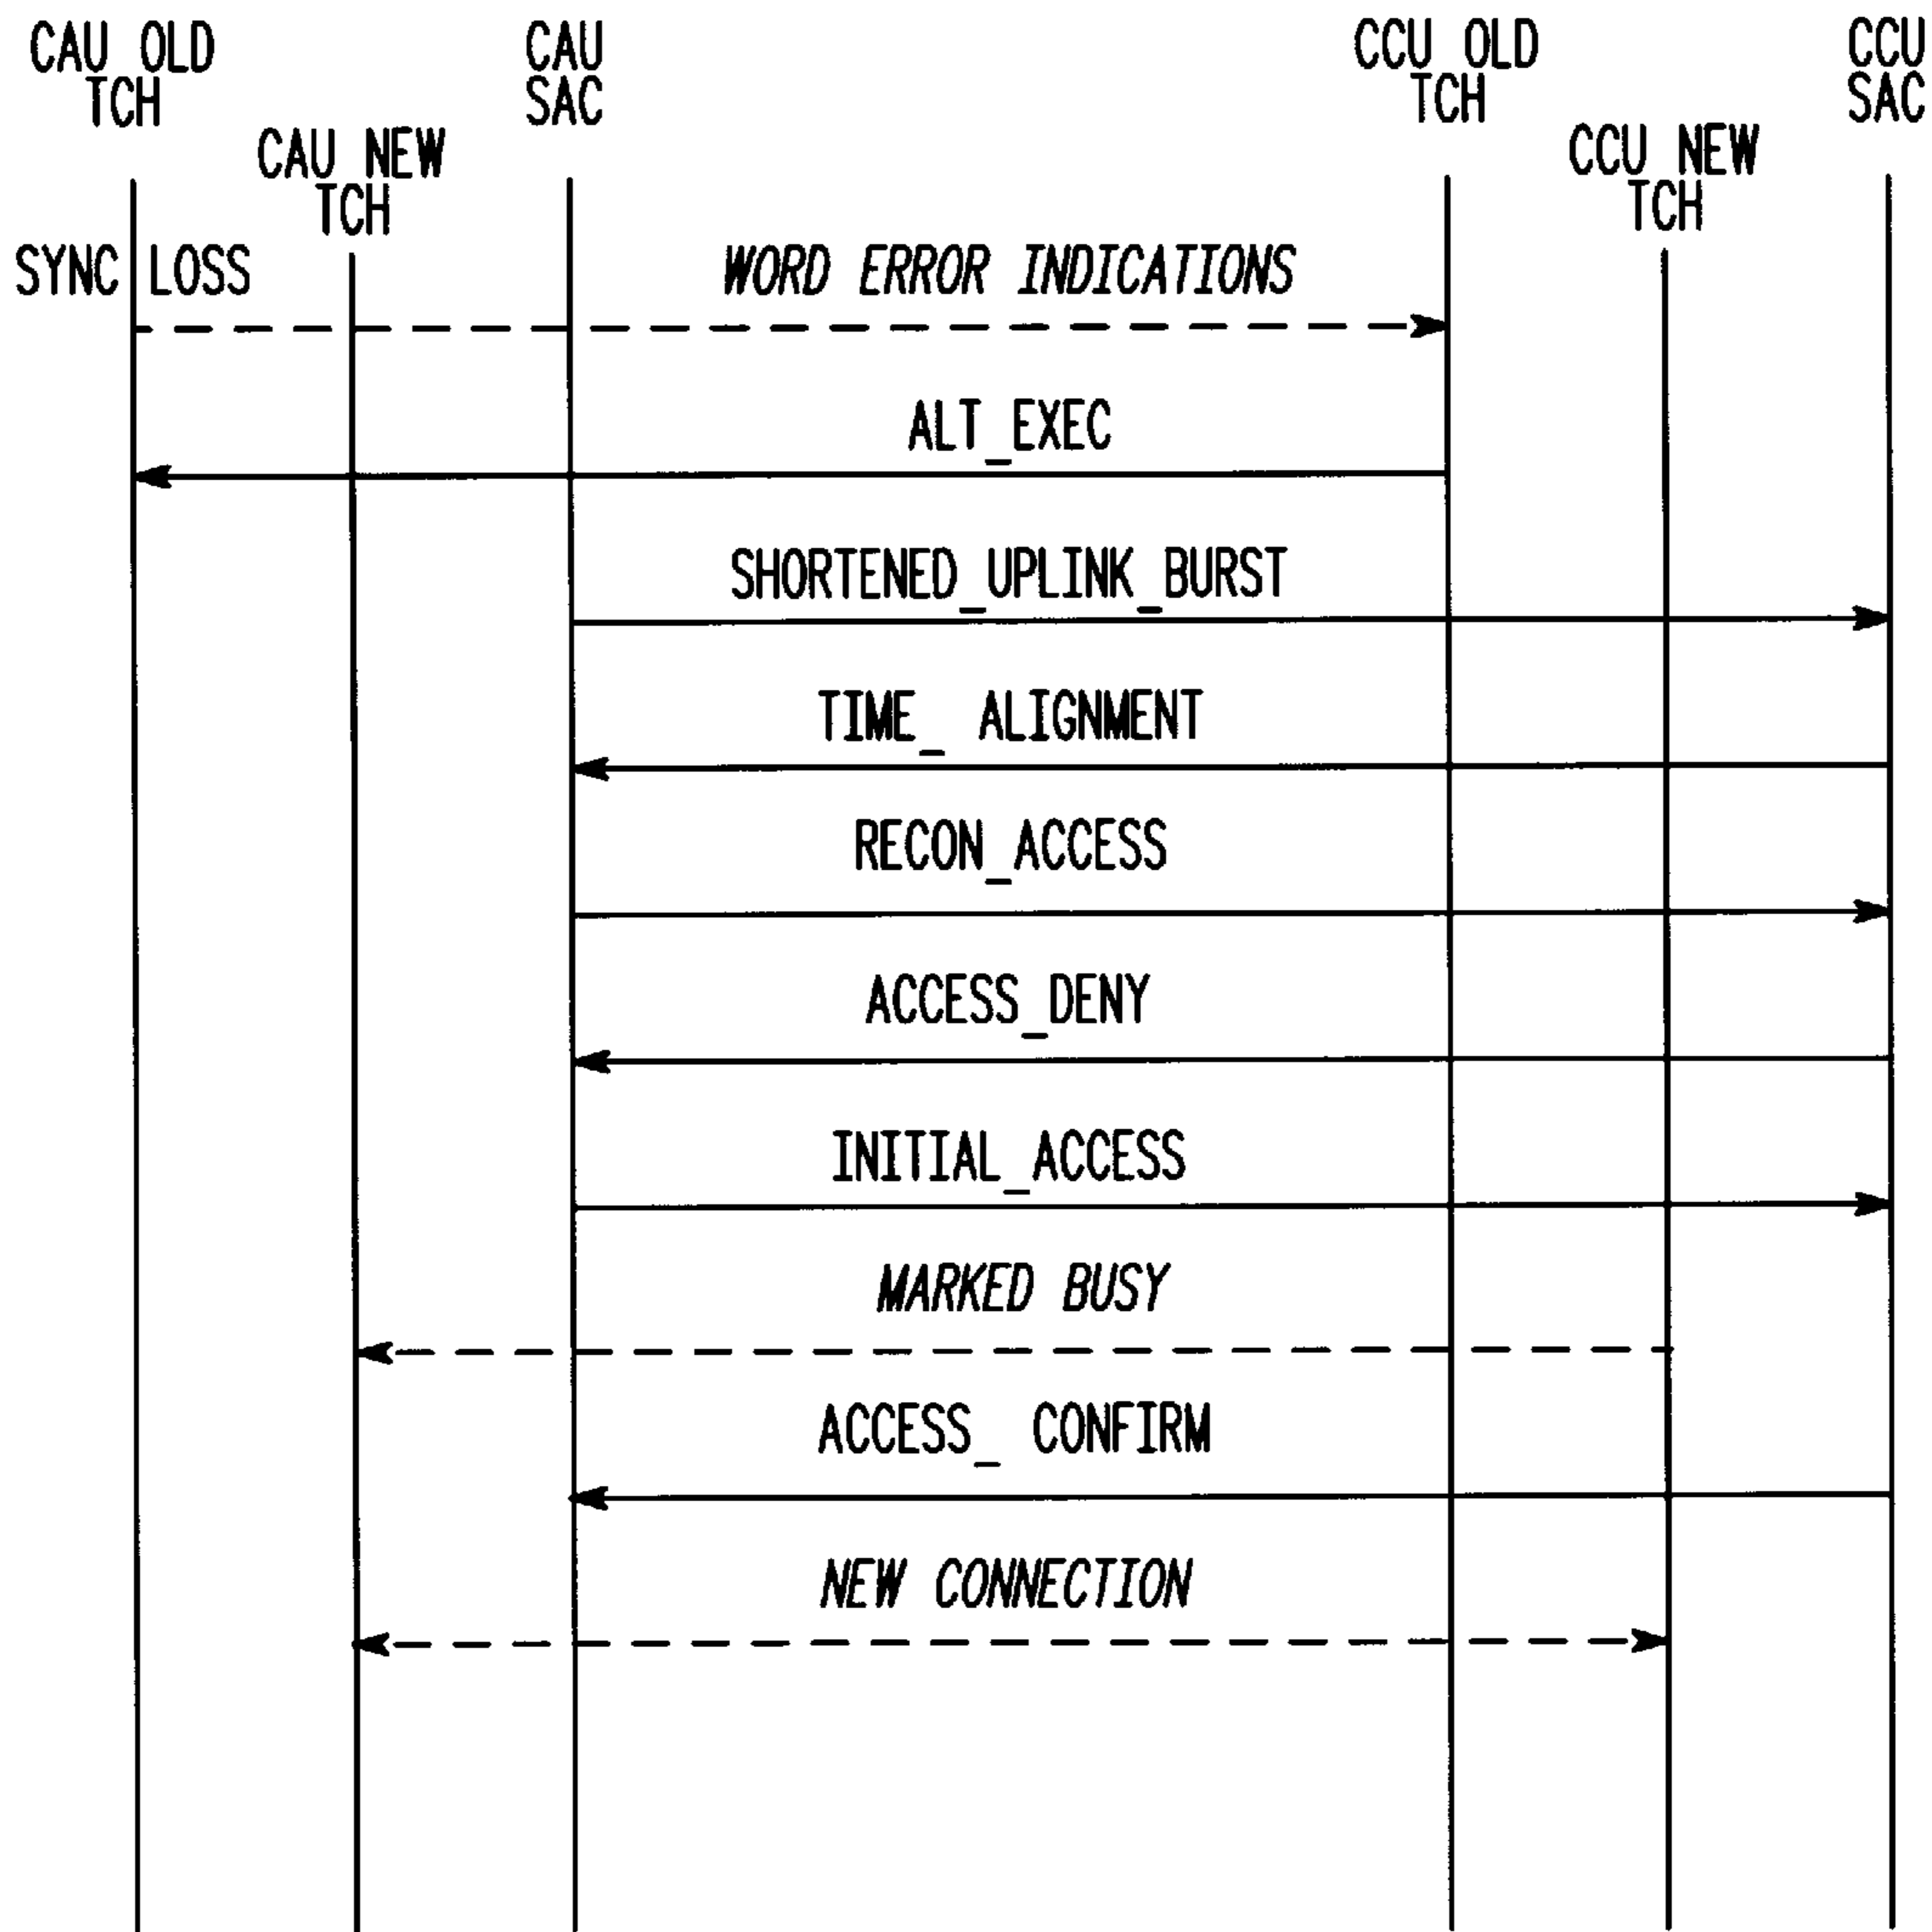 CAU OLD
TCH
CAU
SAC
CCU OLD
TCH
CCU
SAC
CAU NEW
TCH
CCU NEW
TCH
SYNC LOSS
WORD ERROR INDICATIONS
ALT_EXEC
SHORTENED_UPLINK_BURST
TIME_ ALIGNMENT
RECON_ACCESS
ACCESS_DENY
INITIAL_ACCESS
MARKED BUSY
ACCESS_ CONFIRM
NEW CONNECTION